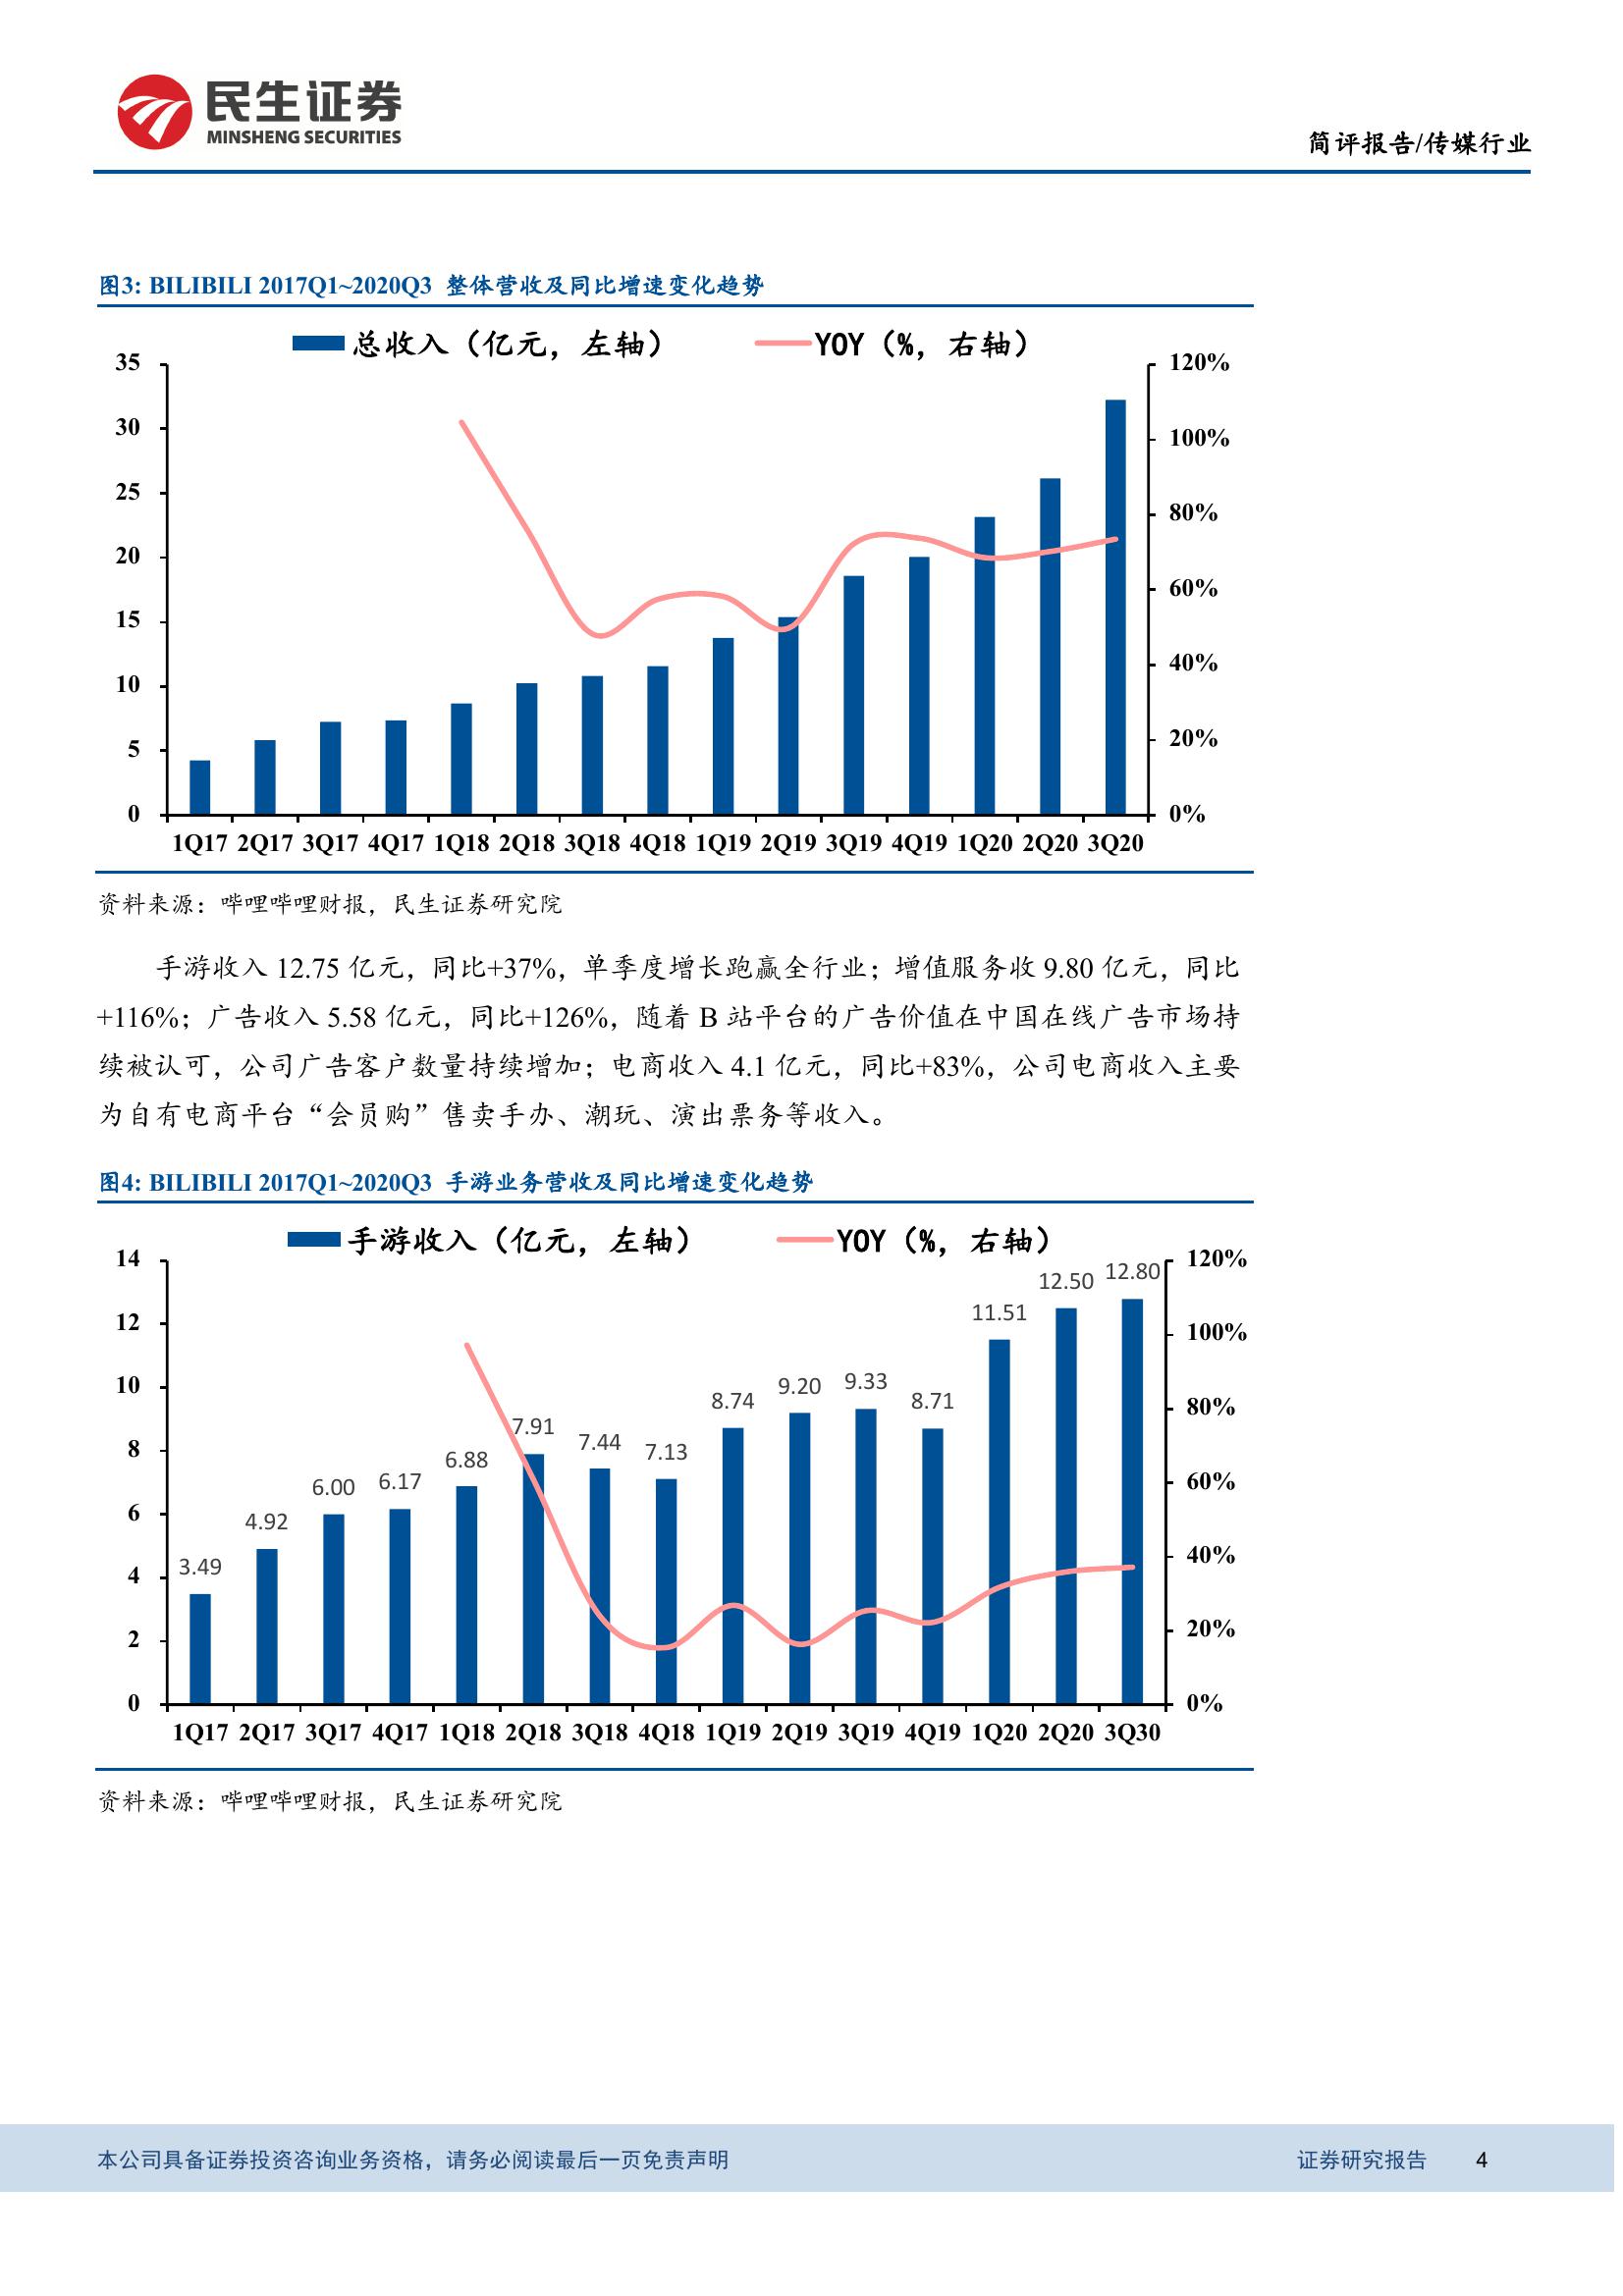 民生证券
MINSHENG SECURITIES
简评报告/传媒行业
图3: BILIBILI 2017Q1~2020Q3 整体营收及同比增速变化趋势
总收入（亿元，左轴） YOY（%，右轴）
35 120%
30 100%
25 80%
20 60%
15 40%
10 20%
5 0%
0
1Q17 2Q17 3Q17 4Q17 1Q18 2Q18 3Q18 4Q18 1Q19 2Q19 3Q19 4Q19 1Q20 2Q20 3Q20
资料来源：哔哩哔哩财报，民生证券研究院
手游收入 12.75 亿元，同比+37%，单季度增长跑赢全行业；增值服务收 9.80 亿元，同比
+116%；广告收入 5.58 亿元，同比+126%，随着 B 站平台的广告价值在中国在线广告市场持
续被认可，公司广告客户数量持续增加；电商收入 4.1 亿元，同比+83%，公司电商收入主要
为自有电商平台“会员购”售卖手办、潮玩、演出票务等收入。
图4: BILIBILI 2017Q1~2020Q3 手游业务营收及同比增速变化趋势
手游收入（亿元，左轴） YOY（%，右轴）
14 120%
12 100%
10 80%
8 60%
6 40%
4 20%
2 0%
0
3.49 4.92 6.00 6.17 6.88 7.91 7.44 7.13 8.74 9.20 9.33 8.71 11.51 12.50 12.80
1Q17 2Q17 3Q17 4Q17 1Q18 2Q18 3Q18 4Q18 1Q19 2Q19 3Q19 4Q19 1Q20 2Q20 3Q30
资料来源：哔哩哔哩财报，民生证券研究院
本公司具备证券投资咨询业务资格，请务必阅读最后一页免责声明 证券研究报告 4